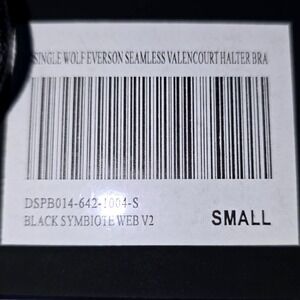 SINGLE WOLF EVERSON SEAMLESS VALENCOURT HALTER BRA
DSPB014-642-1004-S
BLACK SYMBIOTE WEB V2
SMALL